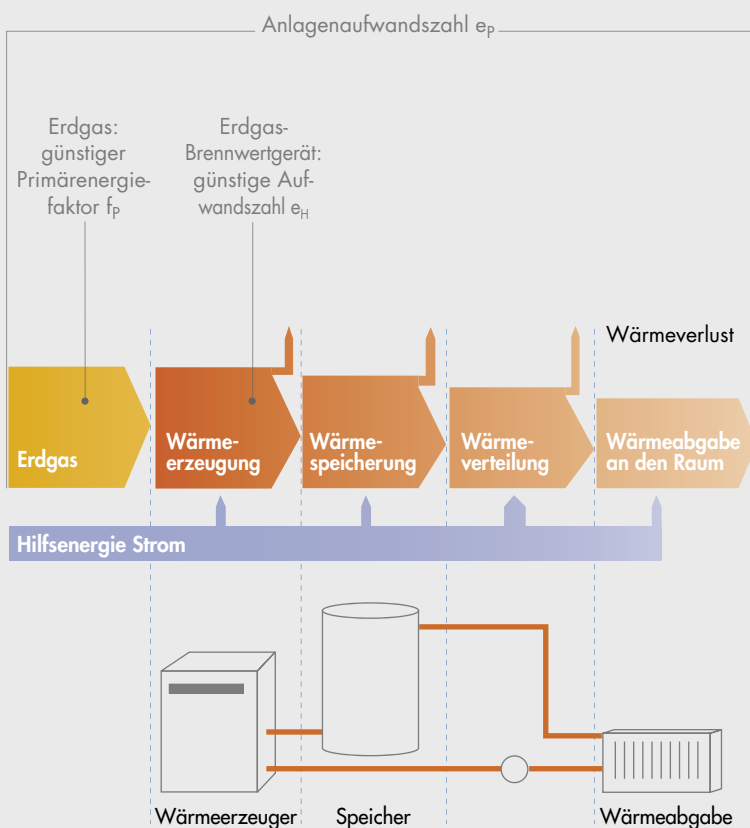 Anlagenaufwandszahl eₚ
Erdgas:
günstiger
Primärenergie-
faktor fₚ
Erdgas-
Brennwertgerät:
günstige Auf-
wandszahl eH
Wärmeverlust
Erdgas
Wärme-
erzeugung
Wärme-
speicherung
Wärme-
verteilung
Wärmeabgabe
an den Raum
Hilfsenergie Strom
Wärmeerzeuger
Speicher
Wärmeabgabe